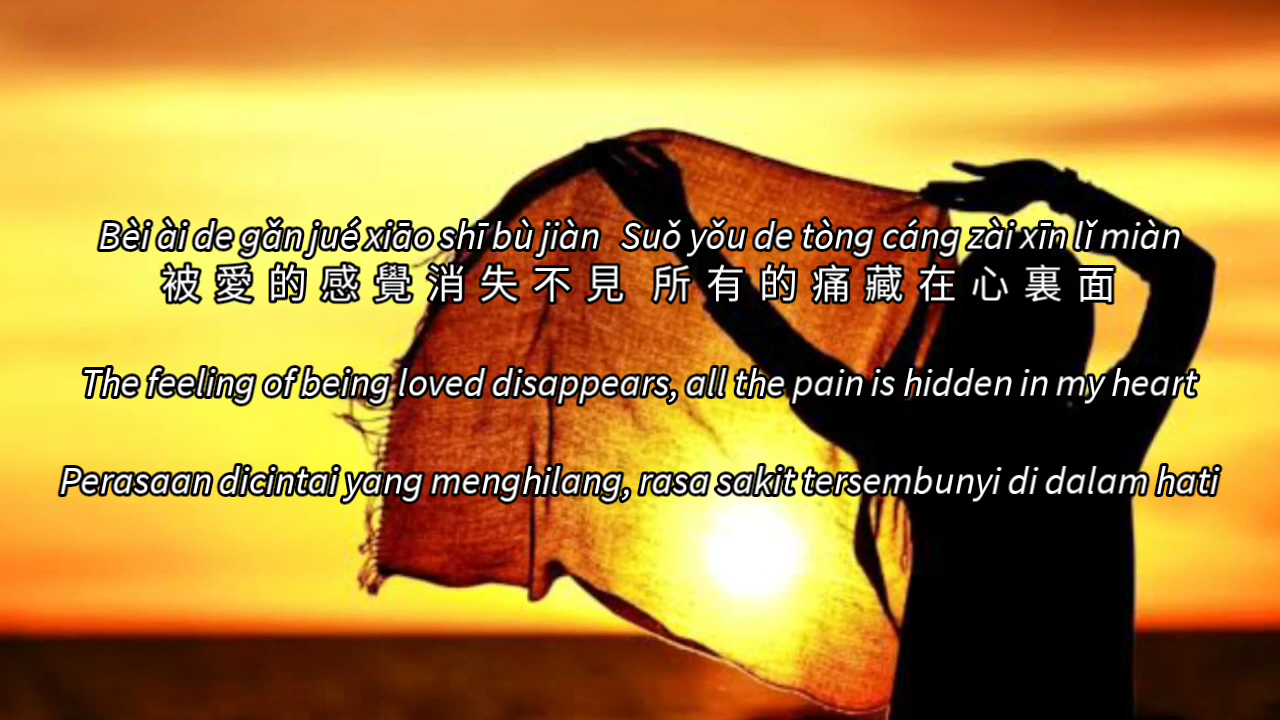 Bèi ài de gǎn jué xiāo shī bù jiàn Suǒ yǒu de tòng cáng zài xīn lǐ miàn
被愛的感覺消失不見 所有的痛藏在心裏面
The feeling of being loved disappears, all the pain is hidden in my heart
Perasaan dicintai yang menghilang, rasa sakit tersembunyi di dalam hati